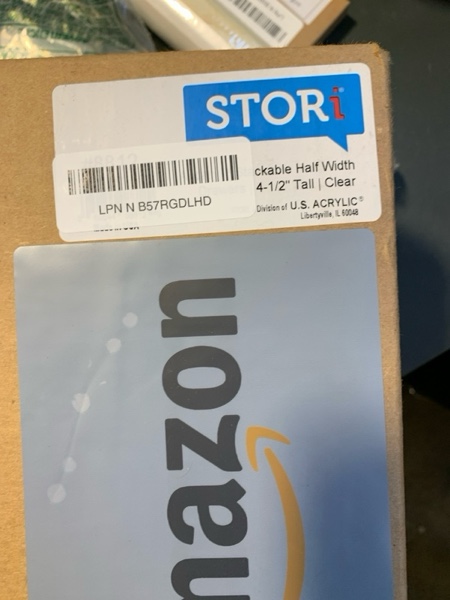 STORi
ckable Half Width
4-1/2" Tall | Clear
LPN N B57RGDLHD
Division of U.S. ACRYLIC®
Libertyville, IL 60048
mazon